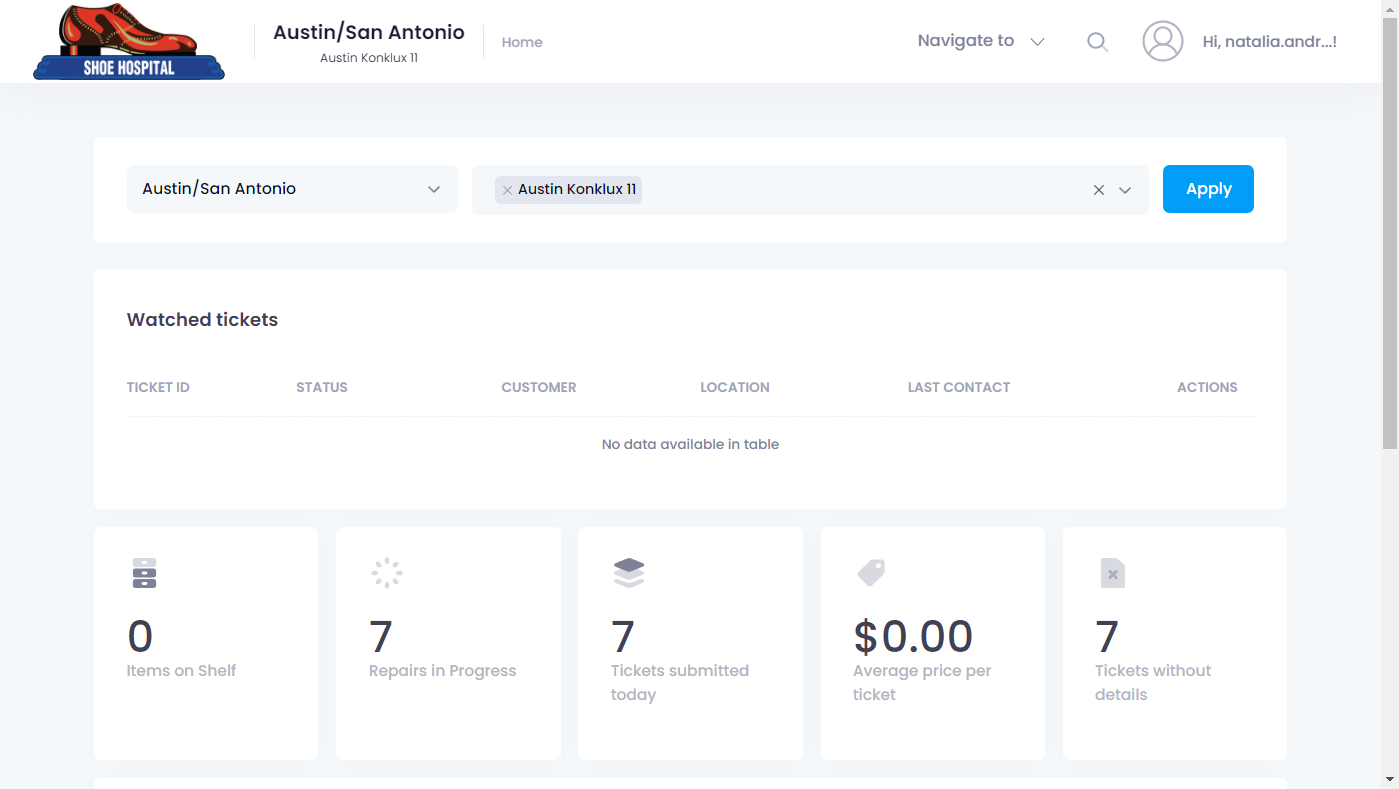 SHOE HOSPITAL
Austin/San Antonio
Austin Konklux 11
Home
Navigate to
Hi, natalia.andr...!
Austin/San Antonio
Austin Konklux 11
Apply
Watched tickets
TICKET ID STATUS CUSTOMER LOCATION LAST CONTACT ACTIONS
No data available in table
0
Items on Shelf
7
Repairs in Progress
7
Tickets submitted
today
$0.00
Average price per
ticket
7
Tickets without
details